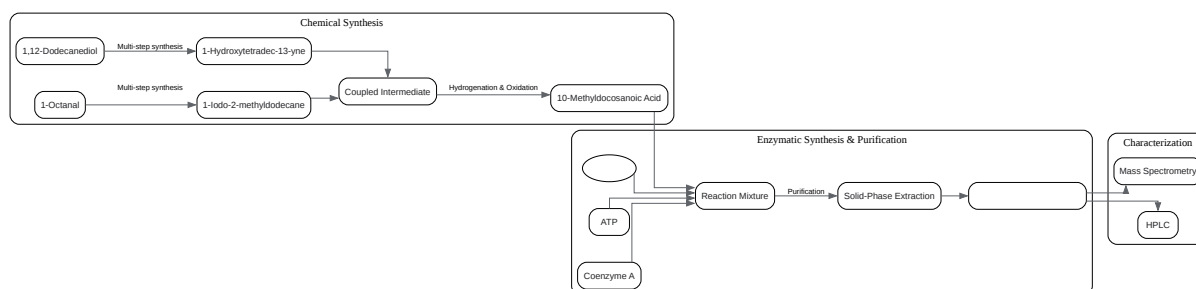 Chemical Synthesis
1,12-Dodecanediol
Multi-step synthesis
1-Hydroxytetradec-13-yne
1-Octanal
Multi-step synthesis
1-Iodo-2-methyldodecane
Coupled Intermediate
Hydrogenation & Oxidation
10-Methyldocosanoic Acid
Enzymatic Synthesis & Purification
ATP
Coenzyme A
Reaction Mixture
Purification
Solid-Phase Extraction
Characterization
Mass Spectrometry
HPLC